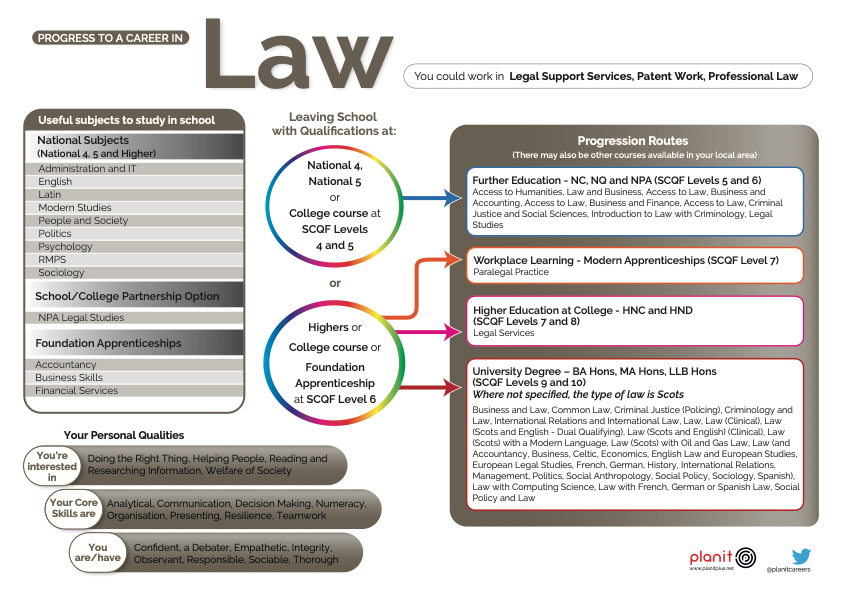 PROGRESS TO A CAREER IN
Law
You could work in Legal Support Services, Patent Work, Professional Law
Useful subjects to study in school
National Subjects
(National 4, 5 and Higher)
Administration and IT
English
Latin
Modern Studies
People and Society
Politics
Psychology
RMPS
Sociology
School/College Partnership Option
NPA Legal Studies
Foundation Apprenticeships
Accountancy
Business Skills
Financial Services
Leaving School
with Qualifications at:
National 4,
National 5
or
College course at
SCQF Levels
4 and 5
or
Highers or
College course or
Foundation
Apprenticeship
at SCQF Level 6
Progression Routes
(There may also be other courses available in your local area)
Further Education - NC, NQ and NPA (SCQF Levels 5 and 6)
Access to Humanities, Law and Business, Access to Law, Business and
Accounting, Access to Law, Business and Finance, Access to Law, Criminal
Justice and Social Sciences, Introduction to Law with Criminology, Legal
Studies
Workplace Learning - Modern Apprenticeships (SCQF Level 7)
Paralegal Practice
Higher Education at College - HNC and HND
(SCQF Levels 7 and 8)
Legal Services
University Degree – BA Hons, MA Hons, LLB Hons
(SCQF Levels 9 and 10)
Where not specified, the type of law is Scots
Business and Law, Common Law, Criminal Justice (Policing), Criminology and
Law, International Relations and International Law, Law, Law (Clinical), Law
(Scots and English - Dual Qualifying), Law (Scots and English) (Clinical), Law
(Scots) with a Modern Language, Law (Scots) with Oil and Gas Law, Law (and
Accountancy, Business, Celtic, Economics, English Law and European Studies,
European Legal Studies, French, German, History, International Relations,
Management, Politics, Social Anthropology, Social Policy, Sociology, Spanish),
Law with Computing Science, Law with French, German or Spanish Law, Social
Policy and Law
Your Personal Qualities
You're
interested
in
Doing the Right Thing, Helping People, Reading and
Researching Information, Welfare of Society
Your Core
Skills are
Analytical, Communication, Decision Making, Numeracy,
Organisation, Presenting, Resilience, Teamwork
You
are/have
Confident, a Debater, Empathetic, Integrity,
Observant, Responsible, Sociable, Thorough
planit
www.planitplus.net
@planitcareers